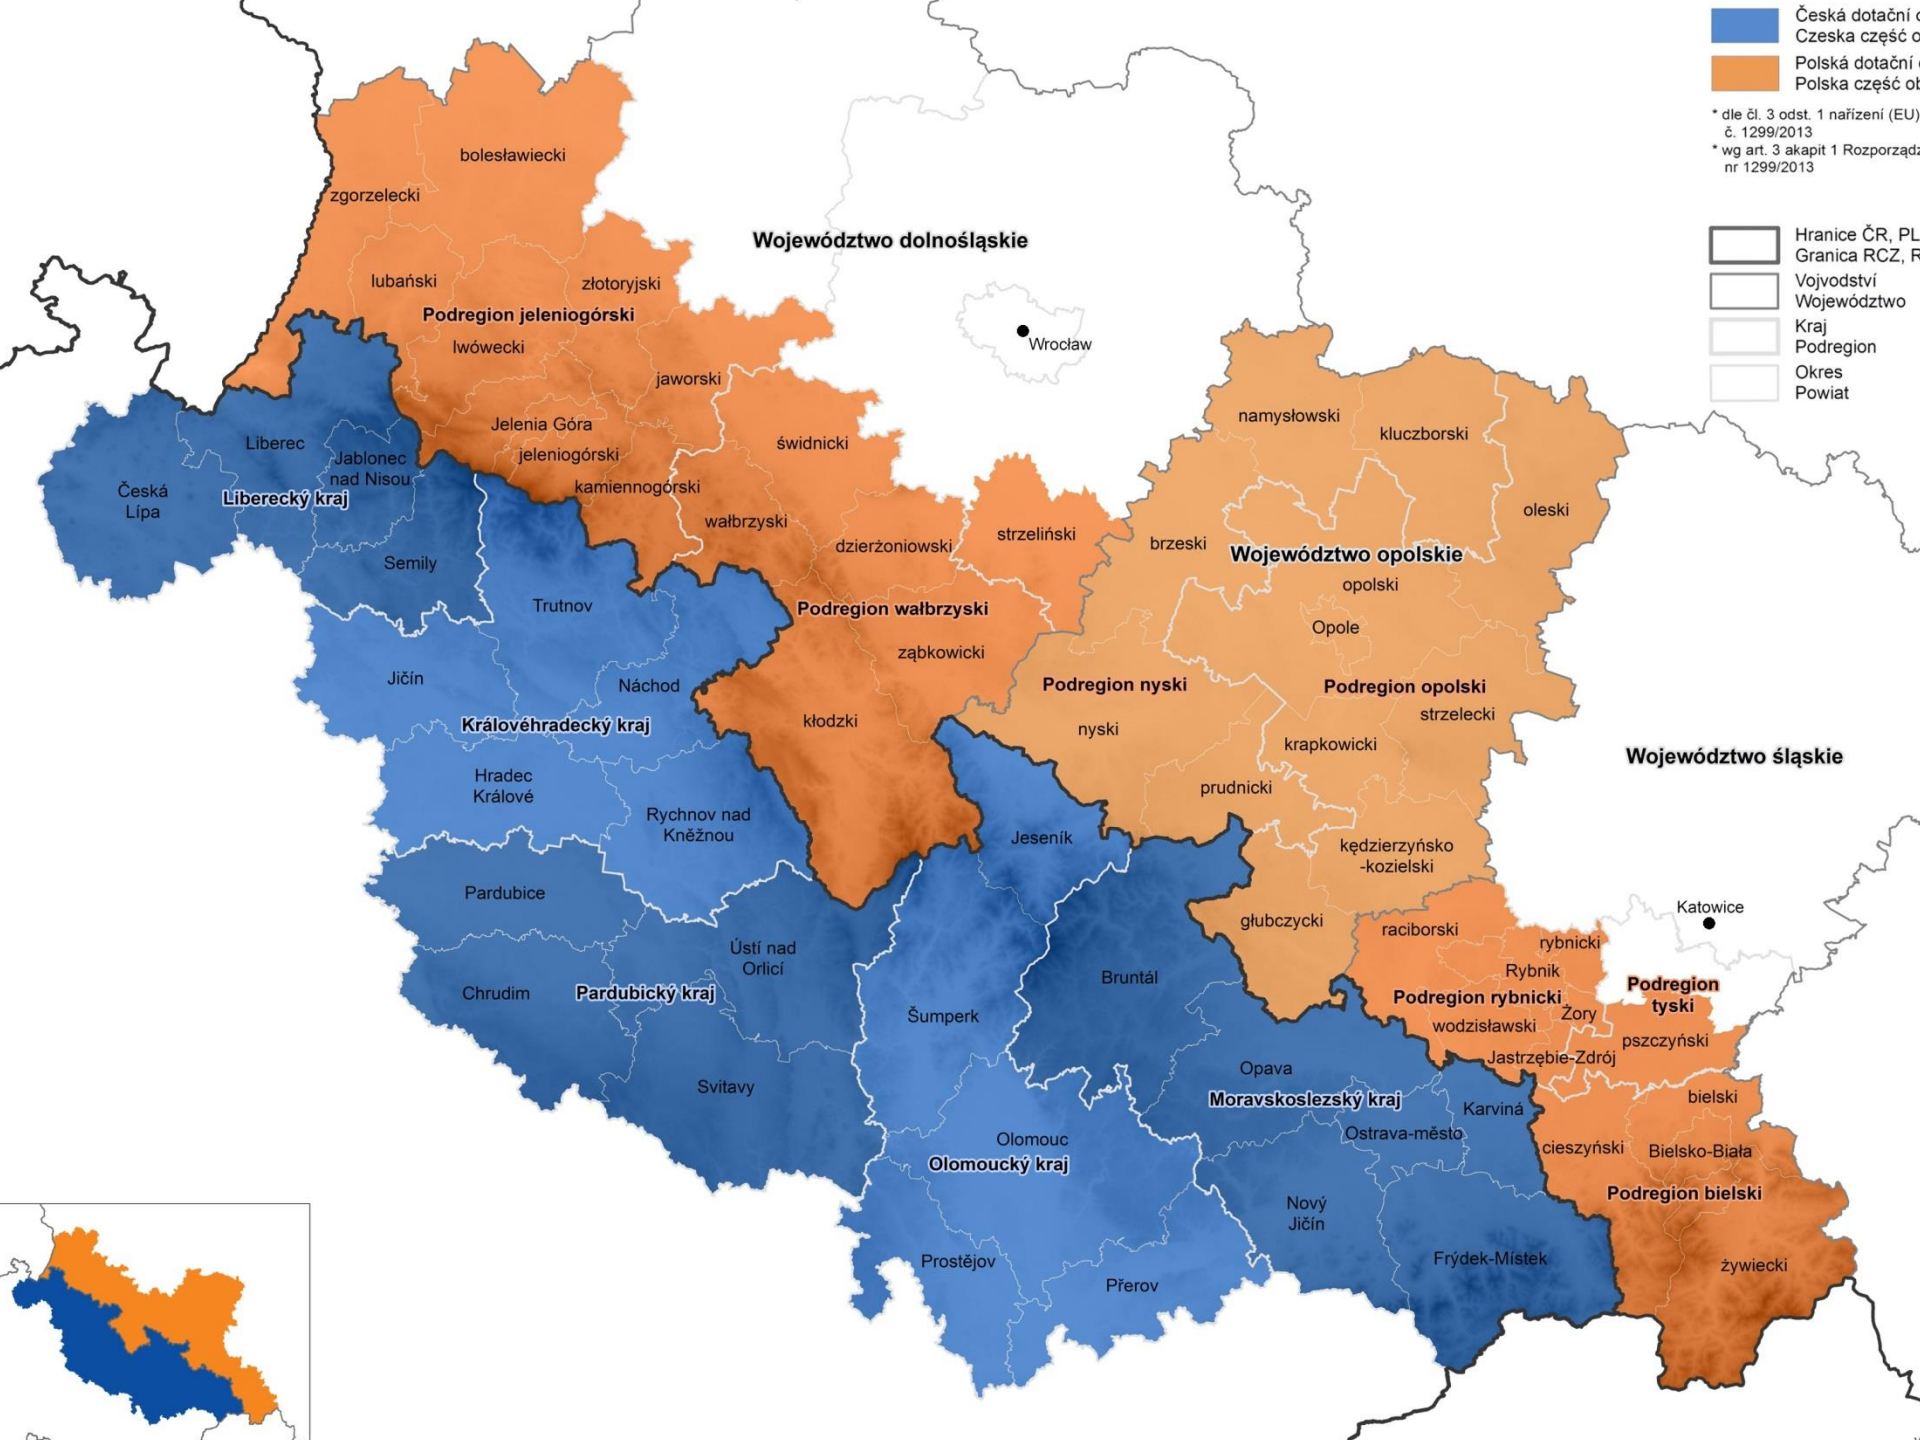 Česká dotační
Czeska część o
Polská dotační
Polska część ob
* dle čl. 3 odst. 1 nařízení (EU)
č. 1299/2013
* wg art. 3 akapit 1 Rozporządz
nr 1299/2013
Hranice ČR, PL
Granica RCZ, R
Vojvodství
Województwo
Kraj
Podregion
Okres
Powiat
bolesławiecki
zgorzelecki
Województwo dolnośląskie
lubański
złotoryjski
Podregion jeleniogórski
Wrocław
lwówecki
jaworski
namysłowski
Jelenia Góra
kluczborski
Liberec
świdnicki
jeleniogórski
Jablonec
nad Nisou
kamiennogórski
Česká
Lípa
Liberecký kraj
oleski
wałbrzyski
strzeliński
brzeski
dzierżoniowski
Województwo opolskie
Semily
opolski
Trutnov
Podregion wałbrzyski
Opole
ząbkowicki
Jičín
Náchod
Podregion nyski
Podregion opolski
strzelecki
kłodzki
Královéhradecký kraj
nyski
krapkowicki
Województwo śląskie
Hradec
Králové
prudnicki
Rychnov nad
Kněžnou
Jeseník
kędzierzyńsko
-kozielski
Pardubice
Katowice
głubczycki
raciborski
rybnicki
Ústí nad
Orlicí
Rybnik
Bruntál
Podregion
tyski
Chrudim
Pardubický kraj
Podregion rybnicki
Żory
Šumperk
wodzisławski
pszczyński
Jastrzębie-Zdrój
Opava
Svitavy
Moravskoslezský kraj
bielski
Karviná
Ostrava-město
Olomouc
cieszyński
Bielsko-Biała
Olomoucký kraj
Podregion bielski
Nový
Jičín
Prostějov
Frýdek-Místek
żywiecki
Přerov